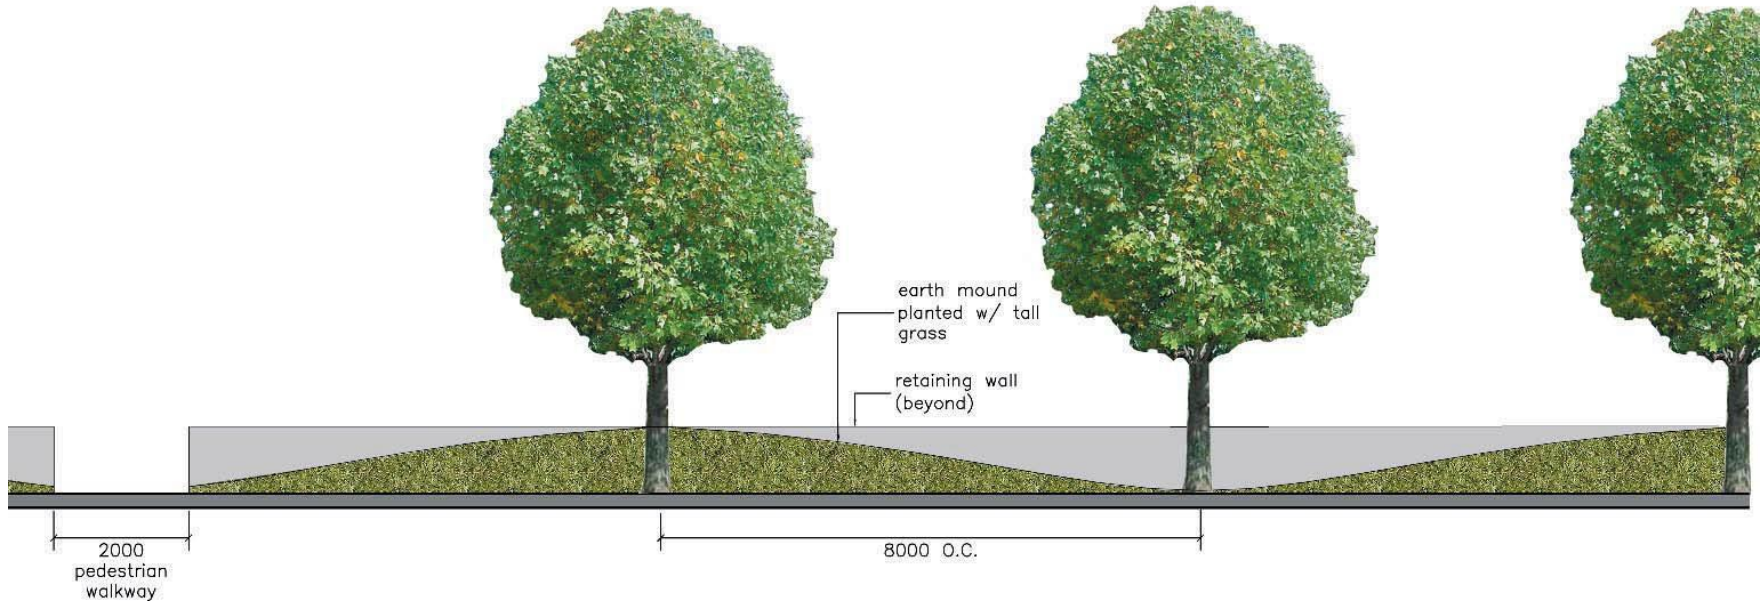 earth mound
planted w/ tall
grass
retaining wall
(beyond)
2000
pedestrian
walkway
8000 O.C.